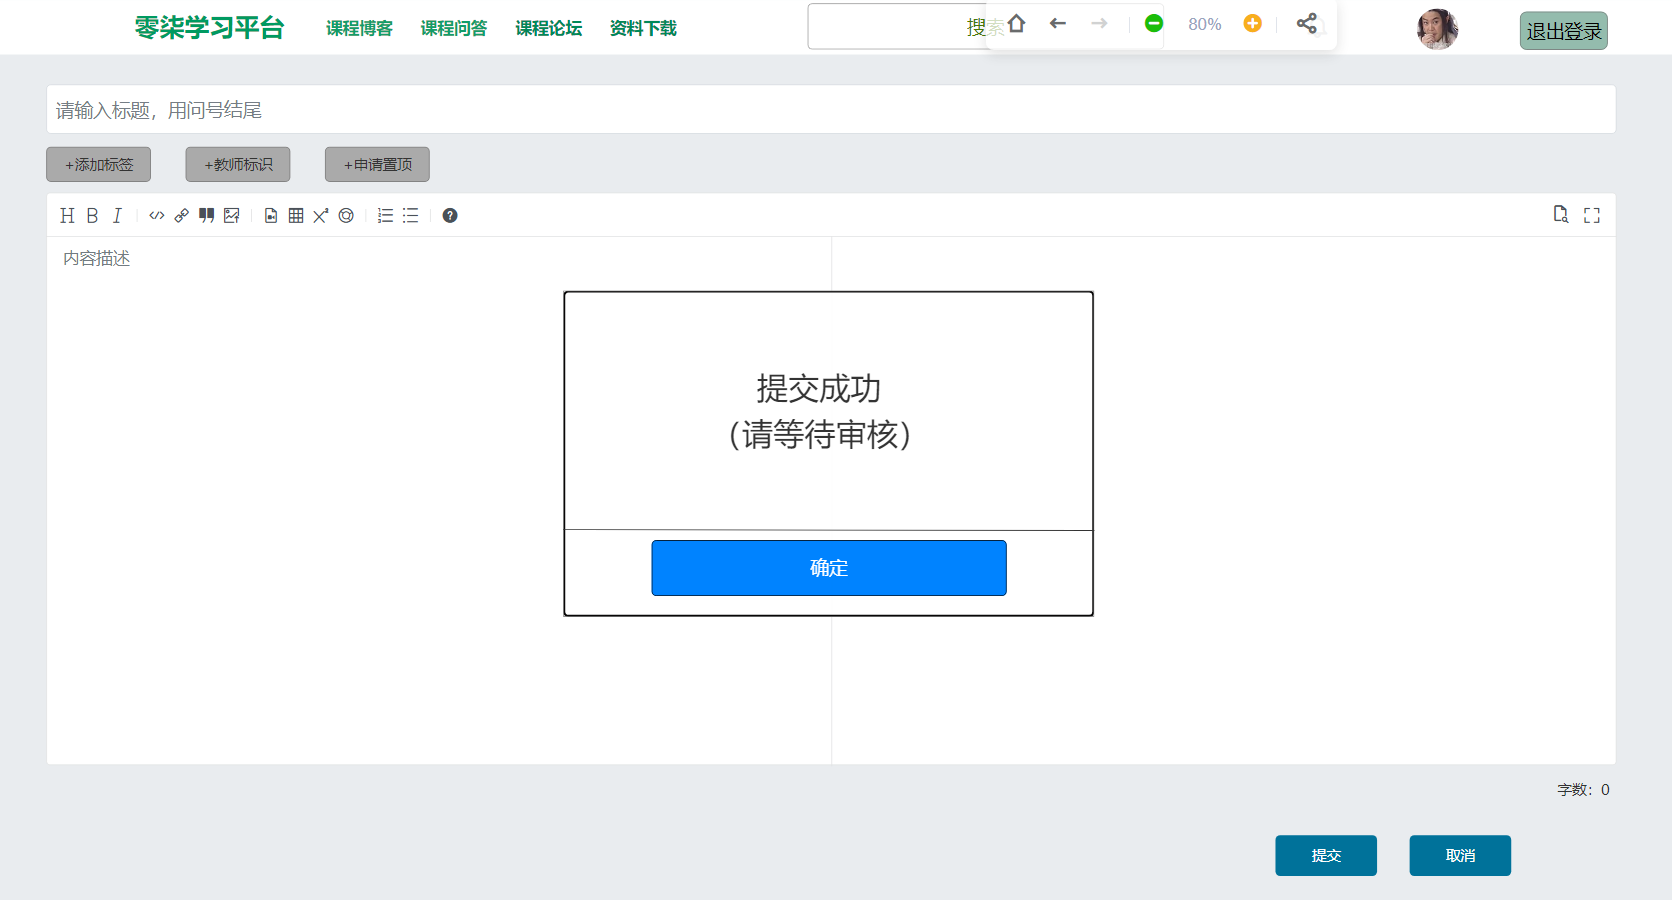 零柒学习平台 课程博客 课程问答 课程论坛 资料下载 搜索 80% 退出登录
请输入标题，用问号结尾
+添加标签 +教师标识 +申请置顶
H B I
内容描述
提交成功
（请等待审核）
确定
字数：0
提交 取消